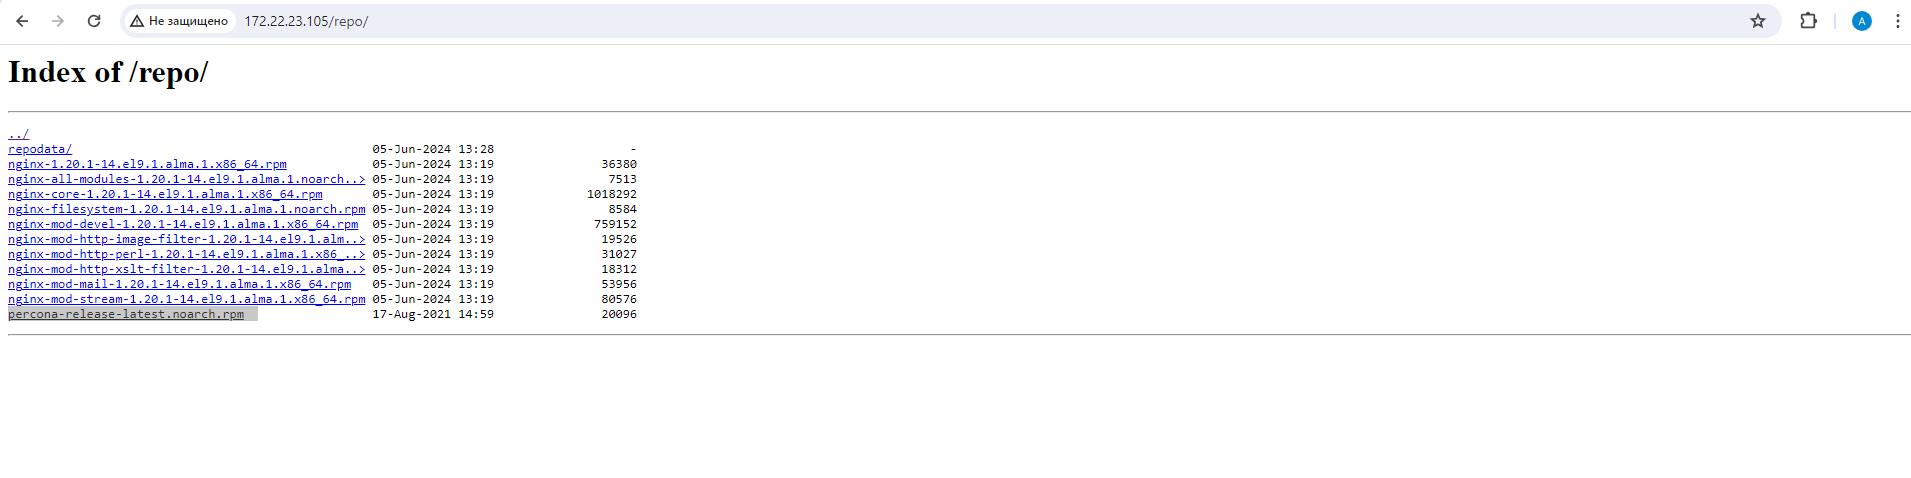 Не защищено 172.22.23.105/repo/ A
Index of /repo/
../
repodata/ 05-Jun-2024 13:28 -
nginx-1.20.1-14.el9.1.alma.1.x86_64.rpm 05-Jun-2024 13:19 36380
nginx-all-modules-1.20.1-14.el9.1.alma.1.noarch..> 05-Jun-2024 13:19 7513
nginx-core-1.20.1-14.el9.1.alma.1.x86_64.rpm 05-Jun-2024 13:19 1018292
nginx-filesystem-1.20.1-14.el9.1.alma.1.noarch.rpm 05-Jun-2024 13:19 8584
nginx-mod-devel-1.20.1-14.el9.1.alma.1.x86_64.rpm 05-Jun-2024 13:19 759152
nginx-mod-http-image-filter-1.20.1-14.el9.1.alm..> 05-Jun-2024 13:19 19526
nginx-mod-http-perl-1.20.1-14.el9.1.alma.1.x86_..> 05-Jun-2024 13:19 31027
nginx-mod-http-xslt-filter-1.20.1-14.el9.1.alma..> 05-Jun-2024 13:19 18312
nginx-mod-mail-1.20.1-14.el9.1.alma.1.x86_64.rpm 05-Jun-2024 13:19 53956
nginx-mod-stream-1.20.1-14.el9.1.alma.1.x86_64.rpm 05-Jun-2024 13:19 80576
percona-release-latest.noarch.rpm 17-Aug-2021 14:59 20096